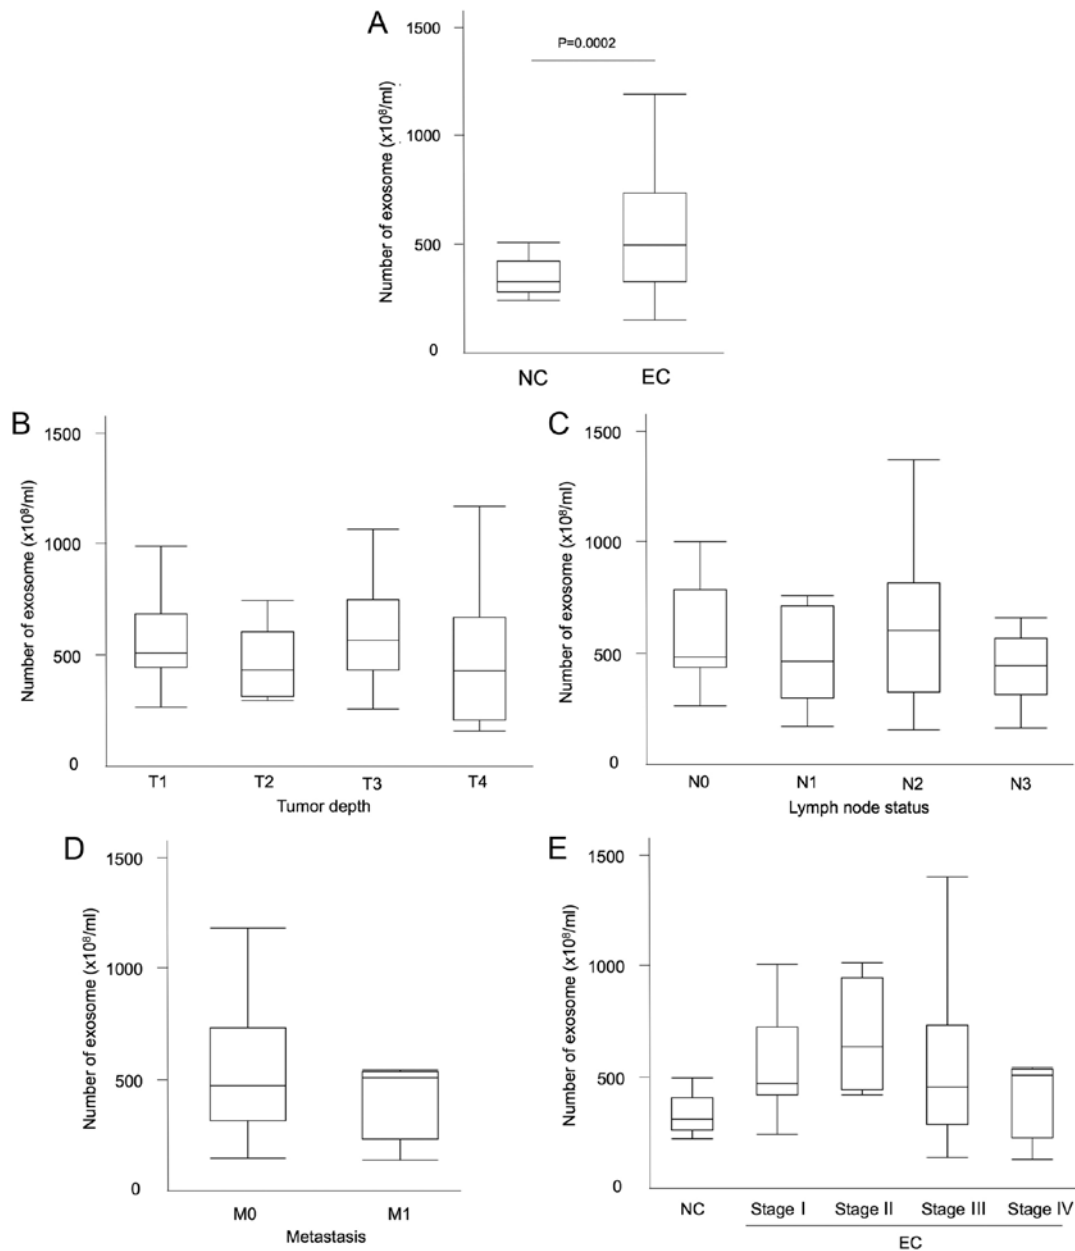 A
1500
P=0.0002
1000
500
0
Number of exosome (x10⁸/ml)
NC EC
B
1500
1000
500
0
Number of exosome (x10⁸/ml)
T1 T2 T3 T4
Tumor depth
C
1500
1000
500
0
Number of exosome (x10⁸/ml)
N0 N1 N2 N3
Lymph node status
D
1500
1000
500
0
Number of exosome (x10⁸/ml)
M0 M1
Metastasis
E
1500
1000
500
0
Number of exosome (x10⁸/ml)
NC Stage I Stage II Stage III Stage IV
EC